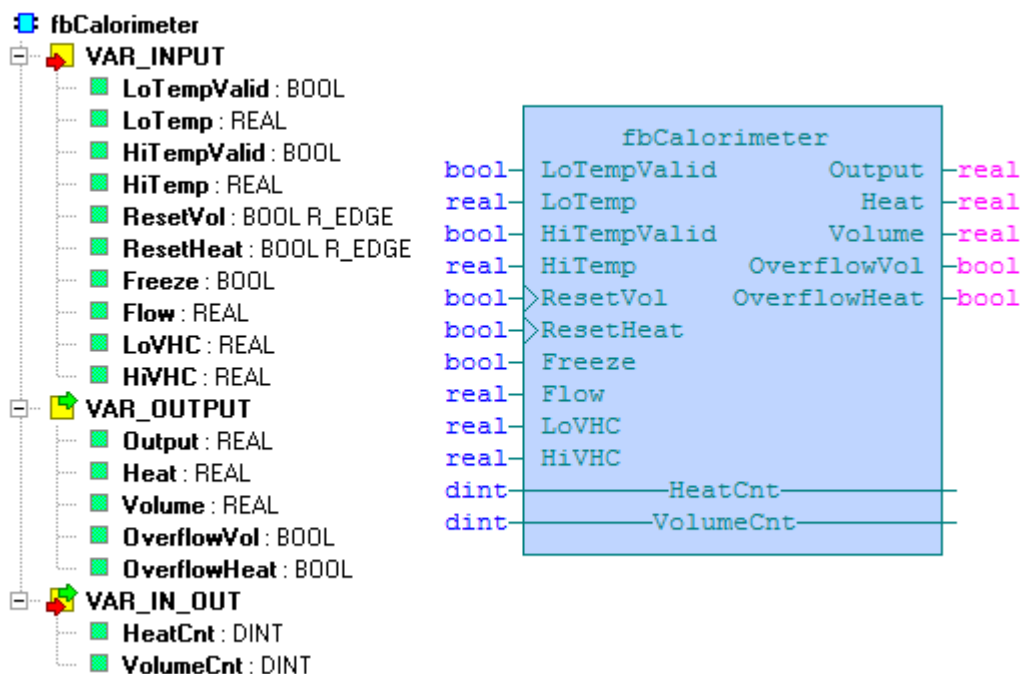 fbCalorimeter
VAR_INPUT
LoTempValid : BOOL
LoTemp : REAL
HiTempValid : BOOL
HiTemp : REAL
ResetVol : BOOL R_EDGE
ResetHeat : BOOL R_EDGE
Freeze : BOOL
Flow : REAL
LoVHC : REAL
HiVHC : REAL
VAR_OUTPUT
Output : REAL
Heat : REAL
Volume : REAL
OverflowVol : BOOL
OverflowHeat : BOOL
VAR_IN_OUT
HeatCnt : DINT
VolumeCnt : DINT
fbCalorimeter
bool LoTempValid Output real
real LoTemp Heat real
bool HiTempValid Volume real
real HiTemp OverflowVol bool
bool ResetVol OverflowHeat bool
bool ResetHeat
bool Freeze
real Flow
real LoVHC
real HiVHC
dint HeatCnt
dint VolumeCnt